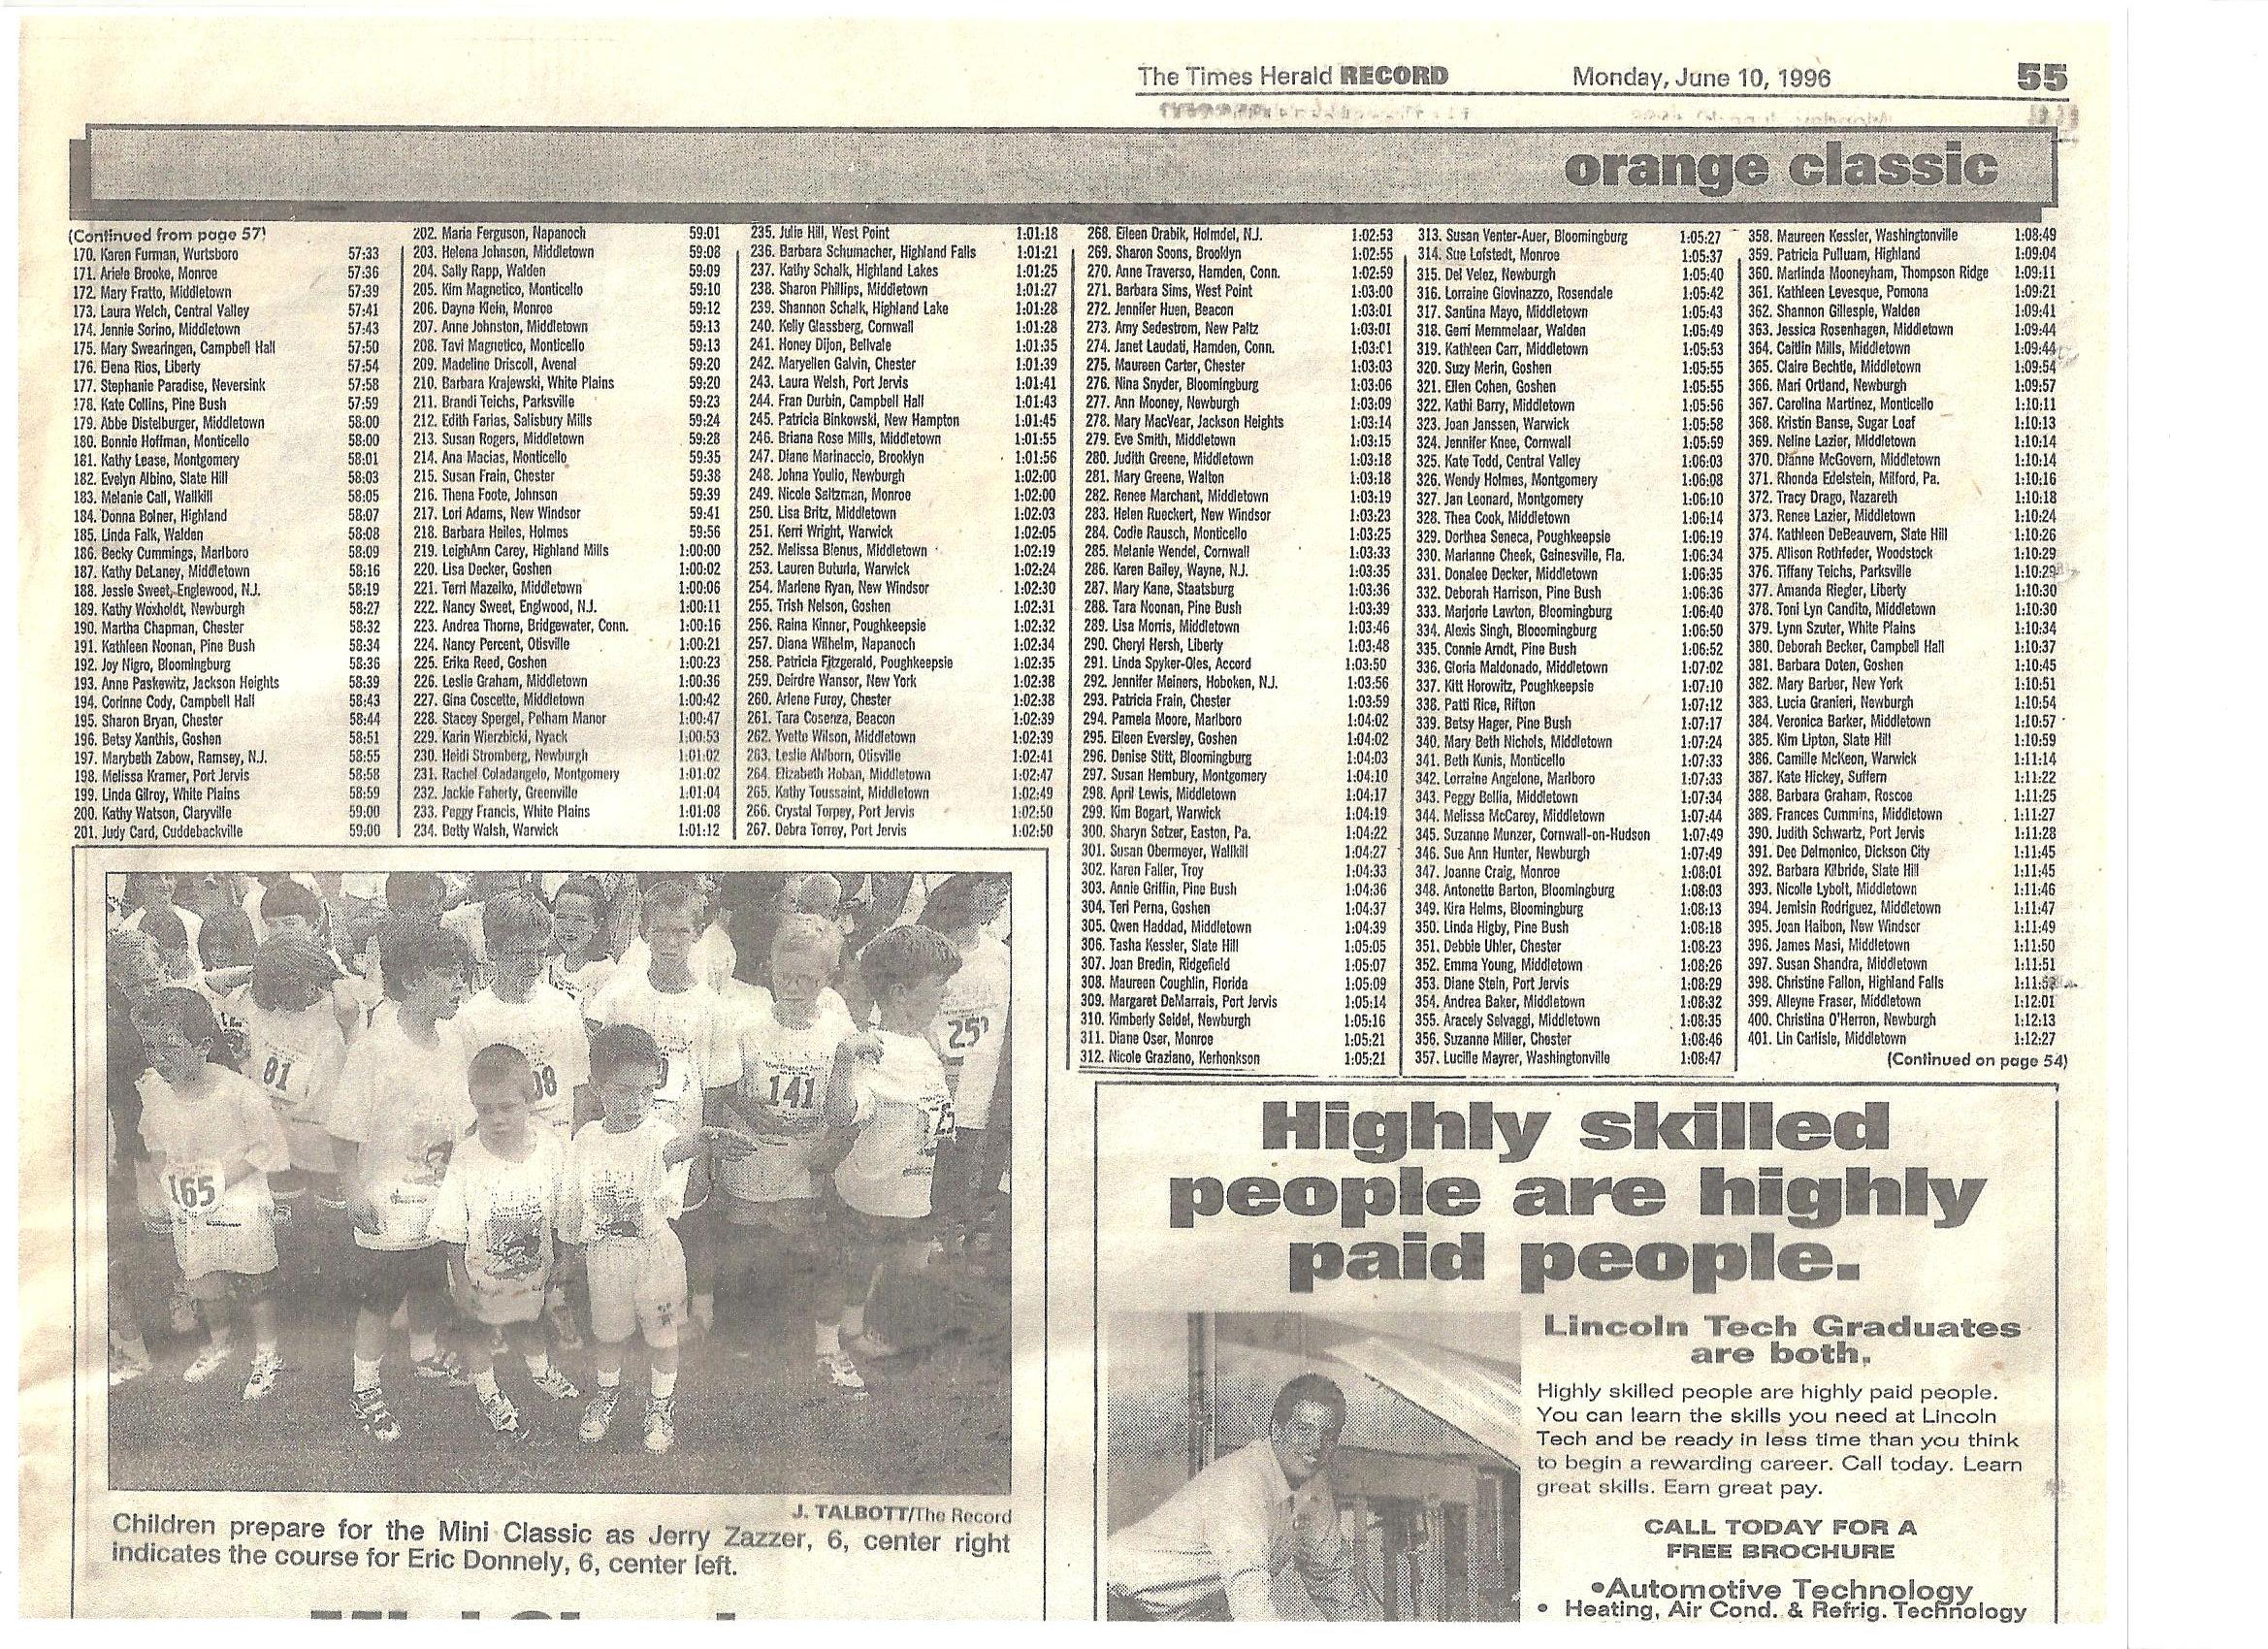 The Times Herald RECORD Monday, June 10, 1996 55
orange classic
(Continued from page 57)
170. Karen Furman, Wurtsboro 57:33
171. Ariele Brooke, Monroe 57:36
172. Mary Fratto, Middletown 57:39
173. Laura Welch, Central Valley 57:41
174. Jennie Sorino, Middletown 57:43
175. Mary Swearingen, Campbell Hall 57:50
176. Elena Rios, Liberty 57:54
177. Stephanie Paradise, Neversink 57:58
178. Kate Collins, Pine Bush 57:59
179. Abbe Distelburger, Middletown 58:00
180. Bonnie Hoffman, Monticello 58:00
181. Kathy Lease, Montgomery 58:01
182. Evelyn Albino, Slate Hill 58:03
183. Melanie Call, Wallkill 58:05
184. Donna Bolner, Highland 58:07
185. Linda Falk, Walden 58:08
186. Becky Cummings, Marlboro 58:09
187. Kathy DeLaney, Middletown 58:16
188. Jessie Sweet, Englewood, N.J. 58:19
189. Kathy Woxholdt, Newburgh 58:27
190. Martha Chapman, Chester 58:32
191. Kathleen Noonan, Pine Bush 58:34
192. Joy Nigro, Bloomingburg 58:36
193. Anne Paskewitz, Jackson Heights 58:39
194. Corinne Cody, Campbell Hall 58:43
195. Sharon Bryan, Chester 58:44
196. Betsy Xanthis, Goshen 58:51
197. Marybeth Zabow, Ramsey, N.J. 58:55
198. Melissa Kramer, Port Jervis 58:58
199. Linda Gilroy, White Plains 58:59
200. Kathy Watson, Claryville 59:00
201. Judy Card, Cuddebackville 59:00
202. Maria Ferguson, Napanoch 59:01
203. Helena Johnson, Middletown 59:08
204. Sally Rapp, Walden 59:09
205. Kim Magnetico, Monticello 59:10
206. Dayna Klein, Monroe 59:12
207. Anne Johnston, Middletown 59:13
208. Tavi Magnetico, Monticello 59:13
209. Madeline Driscoll, Avenal 59:20
210. Barbara Krajewski, White Plains 59:20
211. Brandi Teichs, Parksville 59:23
212. Edith Farias, Salisbury Mills 59:24
213. Susan Rogers, Middletown 59:28
214. Ana Macias, Monticello 59:35
215. Susan Frain, Chester 59:38
216. Thena Foote, Johnson 59:39
217. Lori Adams, New Windsor 59:41
218. Barbara Heiles, Holmes 59:56
219. LeighAnn Carey, Highland Mills 1:00:00
220. Lisa Decker, Goshen 1:00:02
221. Terri Mazeiko, Middletown 1:00:06
222. Nancy Sweet, Englwood, N.J. 1:00:11
223. Andrea Thorne, Bridgewater, Conn. 1:00:16
224. Nancy Percent, Otisville 1:00:21
225. Erika Reed, Goshen 1:00:23
226. Leslie Graham, Middletown 1:00:36
227. Gina Coscette, Middletown 1:00:42
228. Stacey Spergel, Pelham Manor 1:00:47
229. Karin Wierzbicki, Nyack 1:00:53
230. Heidi Stromberg, Newburgh 1:01:02
231. Rachel Coladangelo, Montgomery 1:01:02
232. Jackie Faherty, Greenville 1:01:04
233. Peggy Francis, White Plains 1:01:08
234. Betty Walsh, Warwick 1:01:12
235. Julie Hill, West Point 1:01:18
236. Barbara Schumacher, Highland Falls 1:01:21
237. Kathy Schalk, Highland Lakes 1:01:25
238. Sharon Phillips, Middletown 1:01:27
239. Shannon Schalk, Highland Lake 1:01:28
240. Kelly Glassberg, Cornwall 1:01:28
241. Honey Dijon, Bellvale 1:01:35
242. Maryellen Galvin, Chester 1:01:39
243. Laura Welsh, Port Jervis 1:01:41
244. Fran Durbin, Campbell Hall 1:01:43
245. Patricia Binkowski, New Hampton 1:01:45
246. Briana Rose Mills, Middletown 1:01:55
247. Diane Marinaccio, Brooklyn 1:01:56
248. Johna Youlio, Newburgh 1:02:00
249. Nicole Saltzman, Monroe 1:02:00
250. Lisa Britz, Middletown 1:02:03
251. Kerri Wright, Warwick 1:02:05
252. Melissa Blenus, Middletown 1:02:19
253. Lauren Buturla, Warwick 1:02:24
254. Marlene Ryan, New Windsor 1:02:30
255. Trish Nelson, Goshen 1:02:31
256. Raina Kinner, Poughkeepsie 1:02:32
257. Diana Wilhelm, Napanoch 1:02:34
258. Patricia Fitzgerald, Poughkeepsie 1:02:35
259. Deirdre Wansor, New York 1:02:38
260. Arlene Furey, Chester 1:02:38
261. Tara Cosenza, Beacon 1:02:39
262. Yvette Wilson, Middletown 1:02:39
263. Leslie Ahlborn, Otisville 1:02:41
264. Elizabeth Hoban, Middletown 1:02:47
265. Kathy Toussaint, Middletown 1:02:49
266. Crystal Torpey, Port Jervis 1:02:50
267. Debra Torrey, Port Jervis 1:02:50
268. Eileen Drabik, Holmdel, N.J. 1:02:53
269. Sharon Soons, Brooklyn 1:02:55
270. Anne Traverso, Hamden, Conn. 1:02:59
271. Barbara Sims, West Point 1:03:00
272. Jennifer Huen, Beacon 1:03:01
273. Amy Sedestrom, New Paltz 1:03:01
274. Janet Laudati, Hamden, Conn. 1:03:01
275. Maureen Carter, Chester 1:03:03
276. Nina Snyder, Bloomingburg 1:03:06
277. Ann Mooney, Newburgh 1:03:09
278. Mary MacVear, Jackson Heights 1:03:14
279. Eve Smith, Middletown 1:03:15
280. Judith Greene, Middletown 1:03:18
281. Mary Greene, Walton 1:03:18
282. Renee Marchant, Middletown 1:03:19
283. Helen Rueckert, New Windsor 1:03:23
284. Codie Rausch, Monticello 1:03:25
285. Melanie Wendel, Cornwall 1:03:33
286. Karen Bailey, Wayne, N.J. 1:03:35
287. Mary Kane, Staatsburg 1:03:36
288. Tara Noonan, Pine Bush 1:03:39
289. Lisa Morris, Middletown 1:03:46
290. Cheryl Hersh, Liberty 1:03:48
291. Linda Spyker-Oles, Accord 1:03:50
292. Jennifer Meiners, Hoboken, N.J. 1:03:56
293. Patricia Frain, Chester 1:03:59
294. Pamela Moore, Marlboro 1:04:02
295. Eileen Eversley, Goshen 1:04:02
296. Denise Stitt, Bloomingburg 1:04:03
297. Susan Hembury, Montgomery 1:04:10
298. April Lewis, Middletown 1:04:17
299. Kim Bogart, Warwick 1:04:19
300. Sharyn Setzer, Easton, Pa. 1:04:22
301. Susan Obermeyer, Wallkill 1:04:27
302. Karen Faller, Troy 1:04:33
303. Annie Griffin, Pine Bush 1:04:36
304. Teri Perna, Goshen 1:04:37
305. Qwen Haddad, Middletown 1:04:39
306. Tasha Kessler, Slate Hill 1:05:05
307. Joan Bredin, Ridgefield 1:05:07
308. Maureen Coughlin, Florida 1:05:09
309. Margaret DeMarrais, Port Jervis 1:05:14
310. Kimberly Seidel, Newburgh 1:05:16
311. Diane Oser, Monroe 1:05:21
312. Nicole Graziano, Kerhonkson 1:05:21
313. Susan Venter-Auer, Bloomingburg 1:05:27
314. Sue Lofstedt, Monroe 1:05:37
315. Del Velez, Newburgh 1:05:40
316. Lorraine Giovinazzo, Rosendale 1:05:42
317. Santina Mayo, Middletown 1:05:43
318. Gerri Memmelaar, Walden 1:05:49
319. Kathleen Carr, Middletown 1:05:53
320. Suzy Merin, Goshen 1:05:55
321. Ellen Cohen, Goshen 1:05:55
322. Kathi Barry, Middletown 1:05:56
323. Joan Janssen, Warwick 1:05:58
324. Jennifer Knee, Cornwall 1:05:59
325. Kate Todd, Central Valley 1:06:03
326. Wendy Holmes, Montgomery 1:06:08
327. Jan Leonard, Montgomery 1:06:10
328. Thea Cook, Middletown 1:06:14
329. Dorthea Seneca, Poughkeepsie 1:06:19
330. Marianne Cheek, Gainesville, Fla. 1:06:34
331. Donalee Decker, Middletown 1:06:35
332. Deborah Harrison, Pine Bush 1:06:36
333. Marjorie Lawton, Bloomingburg 1:06:40
334. Alexis Singh, Blooomingburg 1:06:50
335. Connie Arndt, Pine Bush 1:06:52
336. Gloria Maldonado, Middletown 1:07:02
337. Kitt Horowitz, Poughkeepsie 1:07:10
338. Patti Rice, Rifton 1:07:12
339. Betsy Hager, Pine Bush 1:07:17
340. Mary Beth Nichols, Middletown 1:07:24
341. Beth Kunis, Monticello 1:07:33
342. Lorraine Angelone, Marlboro 1:07:33
343. Peggy Bellia, Middletown 1:07:34
344. Melissa McCarey, Middletown 1:07:44
345. Suzanne Munzer, Cornwall-on-Hudson 1:07:49
346. Sue Ann Hunter, Newburgh 1:07:49
347. Joanne Craig, Monroe 1:08:01
348. Antonette Barton, Bloomingburg 1:08:03
349. Kira Helms, Bloomingburg 1:08:13
350. Linda Higby, Pine Bush 1:08:18
351. Debbie Uhler, Chester 1:08:23
352. Emma Young, Middletown 1:08:26
353. Diane Stein, Port Jervis 1:08:29
354. Andrea Baker, Middletown 1:08:32
355. Aracely Selvaggi, Middletown 1:08:35
356. Suzanne Miller, Chester 1:08:46
357. Lucille Mayrer, Washingtonville 1:08:47
358. Maureen Kessler, Washingtonville 1:08:49
359. Patricia Pulluam, Highland 1:09:04
360. Marlinda Mooneyham, Thompson Ridge 1:09:11
361. Kathleen Levesque, Pomona 1:09:21
362. Shannon Gillesple, Walden 1:09:41
363. Jessica Rosenhagen, Middletown 1:09:44
364. Caitlin Mills, Middletown 1:09:44
365. Claire Bechtle, Middletown 1:09:54
366. Mari Ortland, Newburgh 1:09:57
367. Carolina Martinez, Monticello 1:10:11
368. Kristin Banse, Sugar Loaf 1:10:13
369. Neline Lazier, Middletown 1:10:14
370. Dianne McGovern, Middletown 1:10:14
371. Rhonda Edelstein, Milford, Pa. 1:10:16
372. Tracy Drago, Nazareth 1:10:18
373. Renee Lazier, Middletown 1:10:24
374. Kathleen DeBeauvern, Slate Hill 1:10:26
375. Allison Rothfeder, Woodstock 1:10:29
376. Tiffany Teichs, Parksville 1:10:29
377. Amanda Riegler, Liberty 1:10:30
378. Toni Lyn Candito, Middletown 1:10:30
379. Lynn Szuter, White Plains 1:10:34
380. Deborah Becker, Campbell Hall 1:10:37
381. Barbara Doten, Goshen 1:10:45
382. Mary Barber, New York 1:10:51
383. Lucia Granieri, Newburgh 1:10:54
384. Veronica Barker, Middletown 1:10:57
385. Kim Lipton, Slate Hill 1:10:59
386. Camille McKeon, Warwick 1:11:14
387. Kate Hickey, Suffern 1:11:22
388. Barbara Graham, Roscoe 1:11:25
389. Frances Cummins, Middletown 1:11:27
390. Judith Schwartz, Port Jervis 1:11:28
391. Dee Delmonico, Dickson City 1:11:45
392. Barbara Kilbride, Slate Hill 1:11:45
393. Nicolle Lybolt, Middletown 1:11:46
394. Jemisin Rodriguez, Middletown 1:11:47
395. Joan Halbon, New Windsor 1:11:49
396. James Masi, Middletown 1:11:50
397. Susan Shandra, Middletown 1:11:51
398. Christine Fallon, Highland Falls
399. Alleyne Fraser, Middletown 1:12:01
400. Christina O'Herron, Newburgh 1:12:13
401. Lin Carlisle, Middletown 1:12:27
(Continued on page 54)
81
165
141
J. TALBOTT/The Record
Children prepare for the Mini Classic as Jerry Zazzer, 6, center right
indicates the course for Eric Donnely, 6, center left.
Highly skilled
people are highly
paid people.
Lincoln Tech Graduates
are both.
Highly skilled people are highly paid people.
You can learn the skills you need at Lincoln
Tech and be ready in less time than you think
to begin a rewarding career. Call today. Learn
great skills. Earn great pay.
CALL TODAY FOR A
FREE BROCHURE
•Automotive Technology
• Heating, Air Cond. & Refrig. Technology